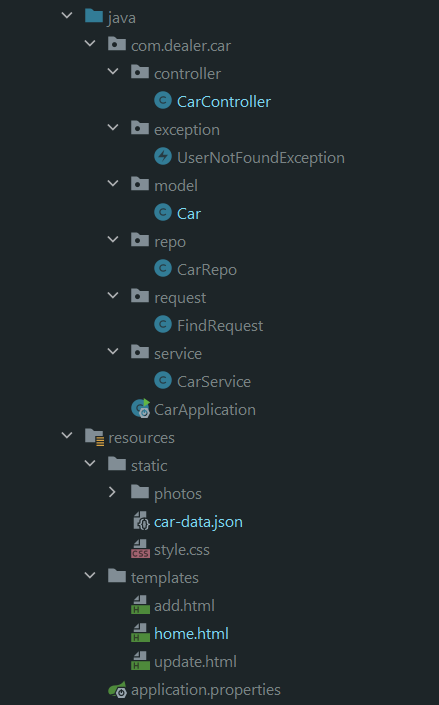 java
com.dealer.car
controller
CarController
exception
UserNotFoundException
model
Car
repo
CarRepo
request
FindRequest
service
CarService
CarApplication
resources
static
photos
car-data.json
style.css
templates
add.html
home.html
update.html
application.properties